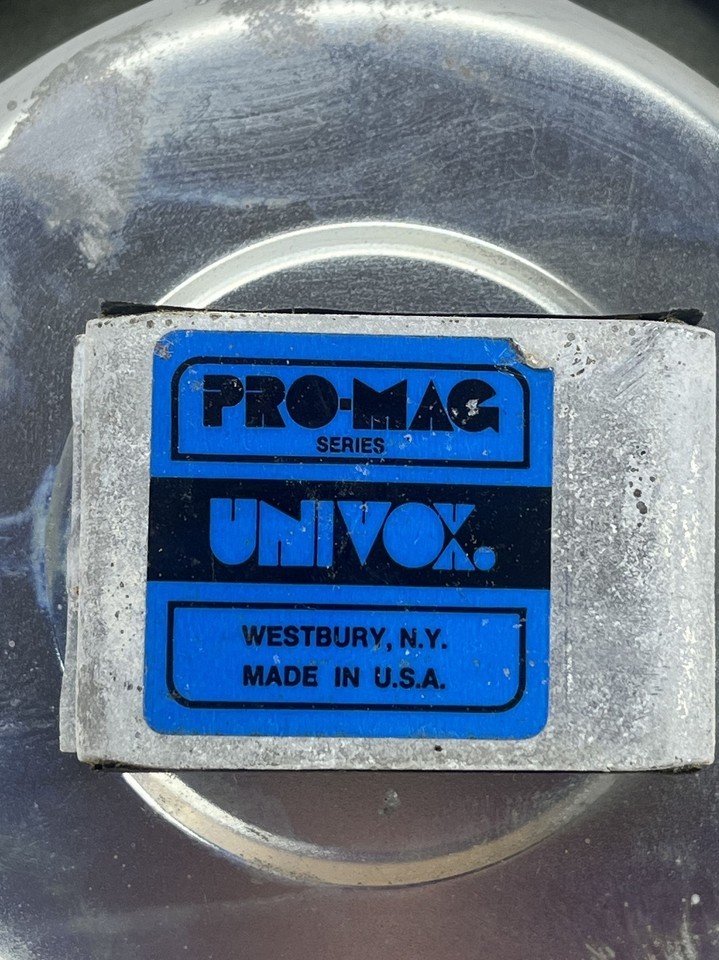 PRO-MAG
SERIES
UNIVOX.
WESTBURY, N.Y.
MADE IN U.S.A.